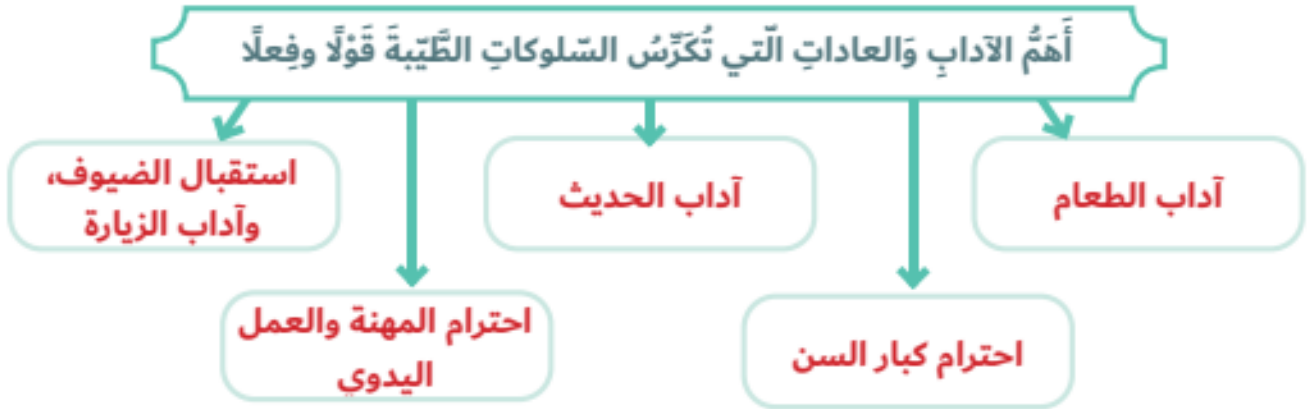 أَهَمُّ الآدابِ وَالعاداتِ الّتي تُكَرِّسُ السّلوكاتِ الطَّيّبةَ قَوْلًا وفِعلًا
آداب الطعام
احترام كبار السن
آداب الحديث
احترام المهنة والعمل
اليدوي
استقبال الضيوف،
وآداب الزيارة